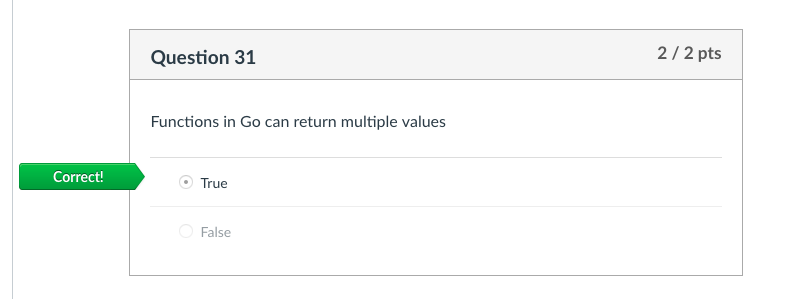 Question 31
2 / 2 pts
Functions in Go can return multiple values
Correct!
True
False